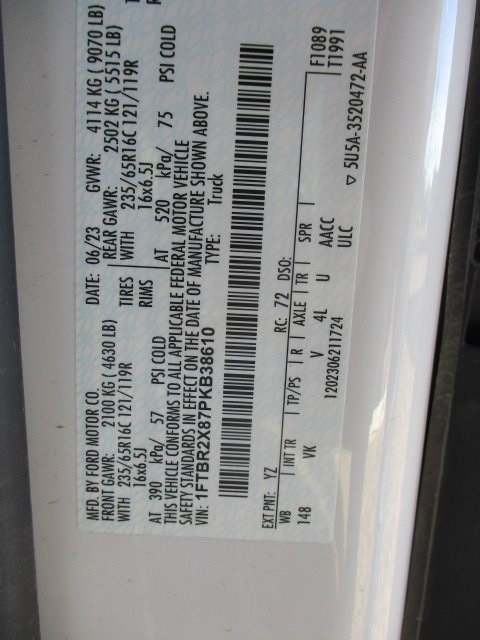 MFD. BY FORD MOTOR CO. DATE: 06/23 GVWR: 4114 KG ( 9070 LB)
FRONT GAWR: 2100 KG ( 4630 LB) REAR GAWR: 2502 KG ( 5515 LB)
WITH 235/65R16C 121/119R TIRES WITH 235/65R16C 121/119R
16x6.5J RIMS 16x6.5J
AT 390 kPa/ 57 PSI COLD AT 520 kPa/ 75 PSI COLD
THIS VEHICLE CONFORMS TO ALL APPLICABLE FEDERAL MOTOR VEHICLE
SAFETY STANDARDS IN EFFECT ON THE DATE OF MANUFACTURE SHOWN ABOVE.
VIN: 1FTBR2X87PKB38610 TYPE: Truck
EXT PNT: YZ RC: 72 DSO: F1089
WB INT TR TP/PS R AXLE TR SPR T1991
148 VK V 4L U AACC
ULC
1202306211724 ▽ 5U5A-3520472-AA